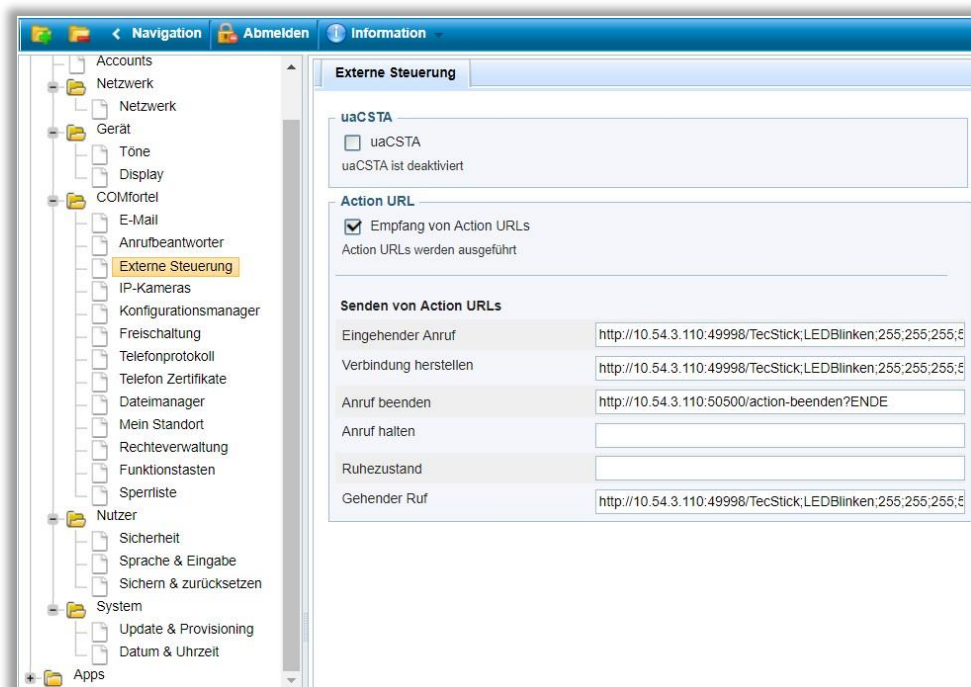 Navigation Abmelden Information
Accounts
Netzwerk
Netzwerk
Gerät
Töne
Display
COMfortel
E-Mail
Anrufbeantworter
Externe Steuerung
IP-Kameras
Konfigurationsmanager
Freischaltung
Telefonprotokoll
Telefon Zertifikate
Dateimanager
Mein Standort
Rechteverwaltung
Funktionstasten
Sperrliste
Nutzer
Sicherheit
Sprache & Eingabe
Sichern & zurücksetzen
System
Update & Provisioning
Datum & Uhrzeit
Apps
Externe Steuerung
uaCSTA
uaCSTA
uaCSTA ist deaktiviert
Action URL
Empfang von Action URLs
Action URLs werden ausgeführt
Senden von Action URLs
Eingehender Anruf http://10.54.3.110:49998/TecStick;LEDBlinken;255;255;255;5
Verbindung herstellen http://10.54.3.110:49998/TecStick;LEDBlinken;255;255;255;5
Anruf beenden http://10.54.3.110:50500/action-beenden?ENDE
Anruf halten
Ruhezustand
Gehender Ruf http://10.54.3.110:49998/TecStick;LEDBlinken;255;255;255;5